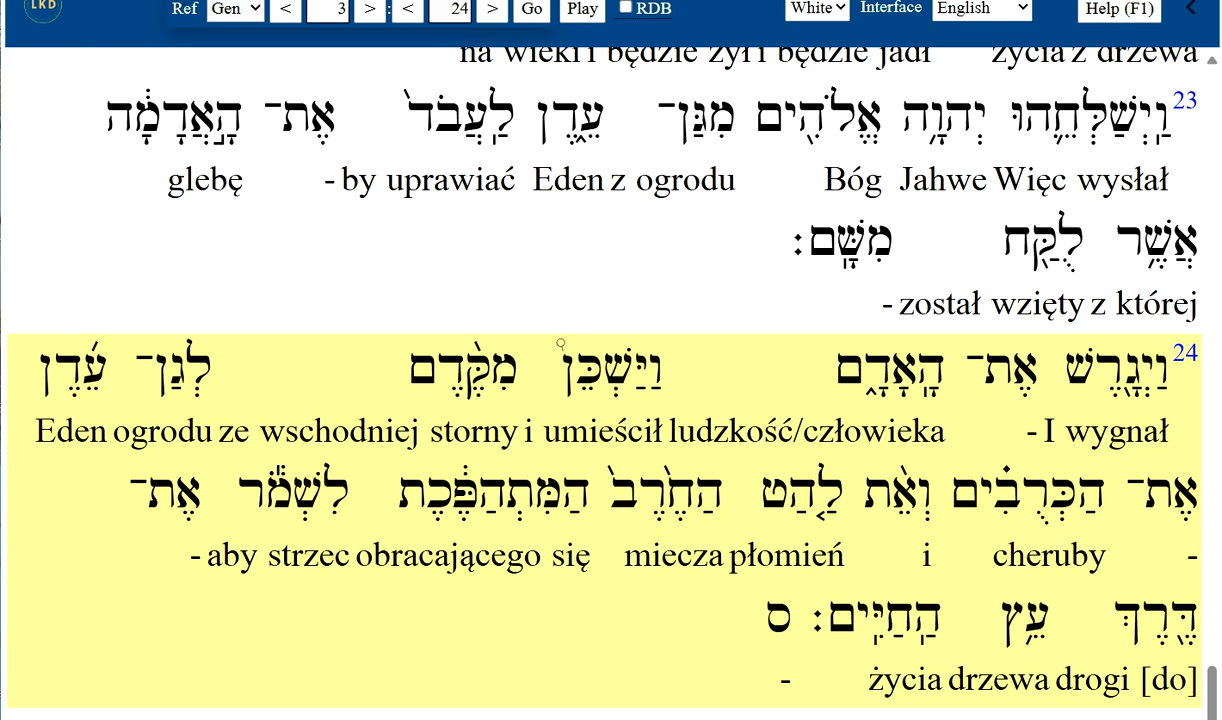 LKD Ref Gen < 3 > : < 24 > Go Play RDB White Interface English Help (F1) <
na wieki i będzie żył i będzie jadł życia z drzewa
23 וַֽיְשַׁלְּחֵ֛הוּ יְהוָ֥ה אֱלֹהִ֖ים מִגַּן־ עֵ֑דֶן לַֽעֲבֹד֙ אֶת־ הָ֣אֲדָמָ֔ה
glebę - by uprawiać Eden z ogrodu Bóg Jahwe Więc wysłał
אֲשֶׁ֥ר לֻקַּ֖ח מִשָּֽׁם׃
- został wzięty z której
24 וַיְגָ֖רֶשׁ אֶת־ הָֽאָדָ֑ם וַיַּשְׁכֵּן֩ מִקֶּ֨דֶם לְגַן־ עֵ֜דֶן
Eden ogrodu ze wschodniej storny i umieścił ludzkość/człowieka - I wygnał
אֶת־ הַכְּרֻבִ֗ים וְאֵ֨ת לַ֤הַט הַחֶ֙רֶב֙ הַמִּתְהַפֶּ֔כֶת לִשְׁמֹ֕ר אֶת־
- aby strzec obracającego się miecza płomień i cheruby -
דֶּ֖רֶךְ עֵ֥ץ הַֽחַיִּֽים׃ ס
- życia drzewa drogi [do]